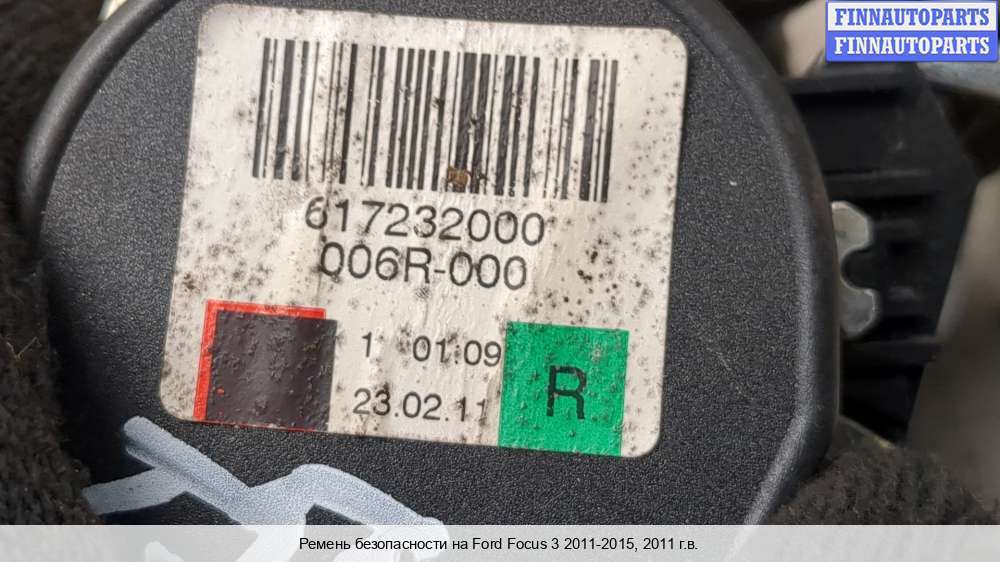 FINNAUTOPARTS
FINNAUTOPARTS
617232000
006R-000
1 01.09
23.02.11
R
Ремень безопасности на Ford Focus 3 2011-2015, 2011 г.в.